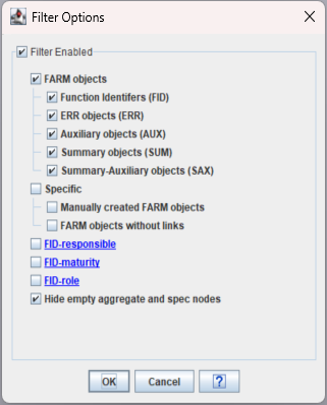 Filter Options
Filter Enabled
FARM objects
Function Identifers (FID)
ERR objects (ERR)
Auxiliary objects (AUX)
Summary objects (SUM)
Summary-Auxiliary objects (SAX)
Specific
Manually created FARM objects
FARM objects without links
FID-responsible
FID-maturity
FID-role
Hide empty aggregate and spec nodes
OK Cancel ?